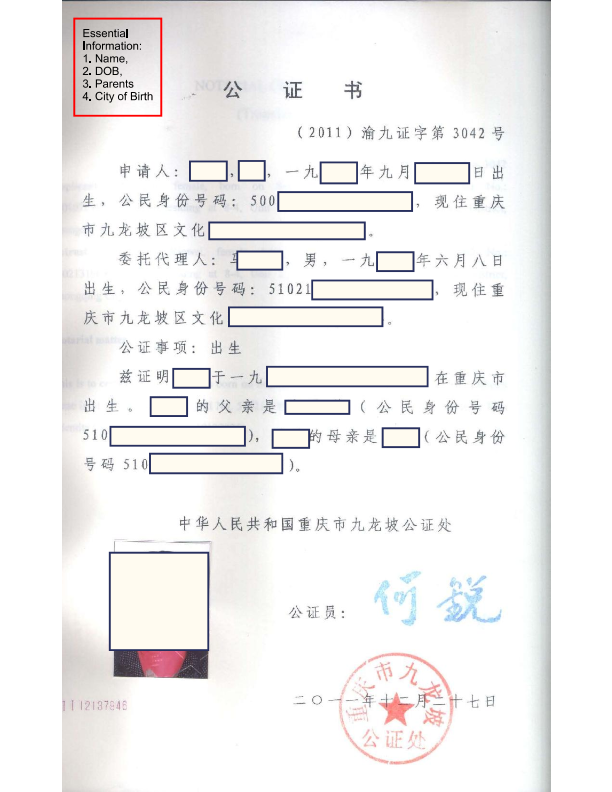 Essential
Information:
1. Name,
2. DOB,
3. Parents
4. City of Birth
公 证 书
（2011）渝九证字第 3042 号
申请人： ， ，一九 年九月 日出
生，公民身份号码：500 ，现住重庆
市九龙坡区文化 。
委托代理人： ，男，一九 年六月八日
出生，公民身份号码：51021 ，现住重
庆市九龙坡区文化 。
公证事项：出生
兹证明 于一九 在重庆市
出生。 的父亲是 （公民身份号码
510 ）， 的母亲是 （公民身份
号码 510 ）。
中华人民共和国重庆市九龙坡公证处
公证员： 何锐
二〇一一年十二月二十七日
重庆市九龙坡
公证处
12137846